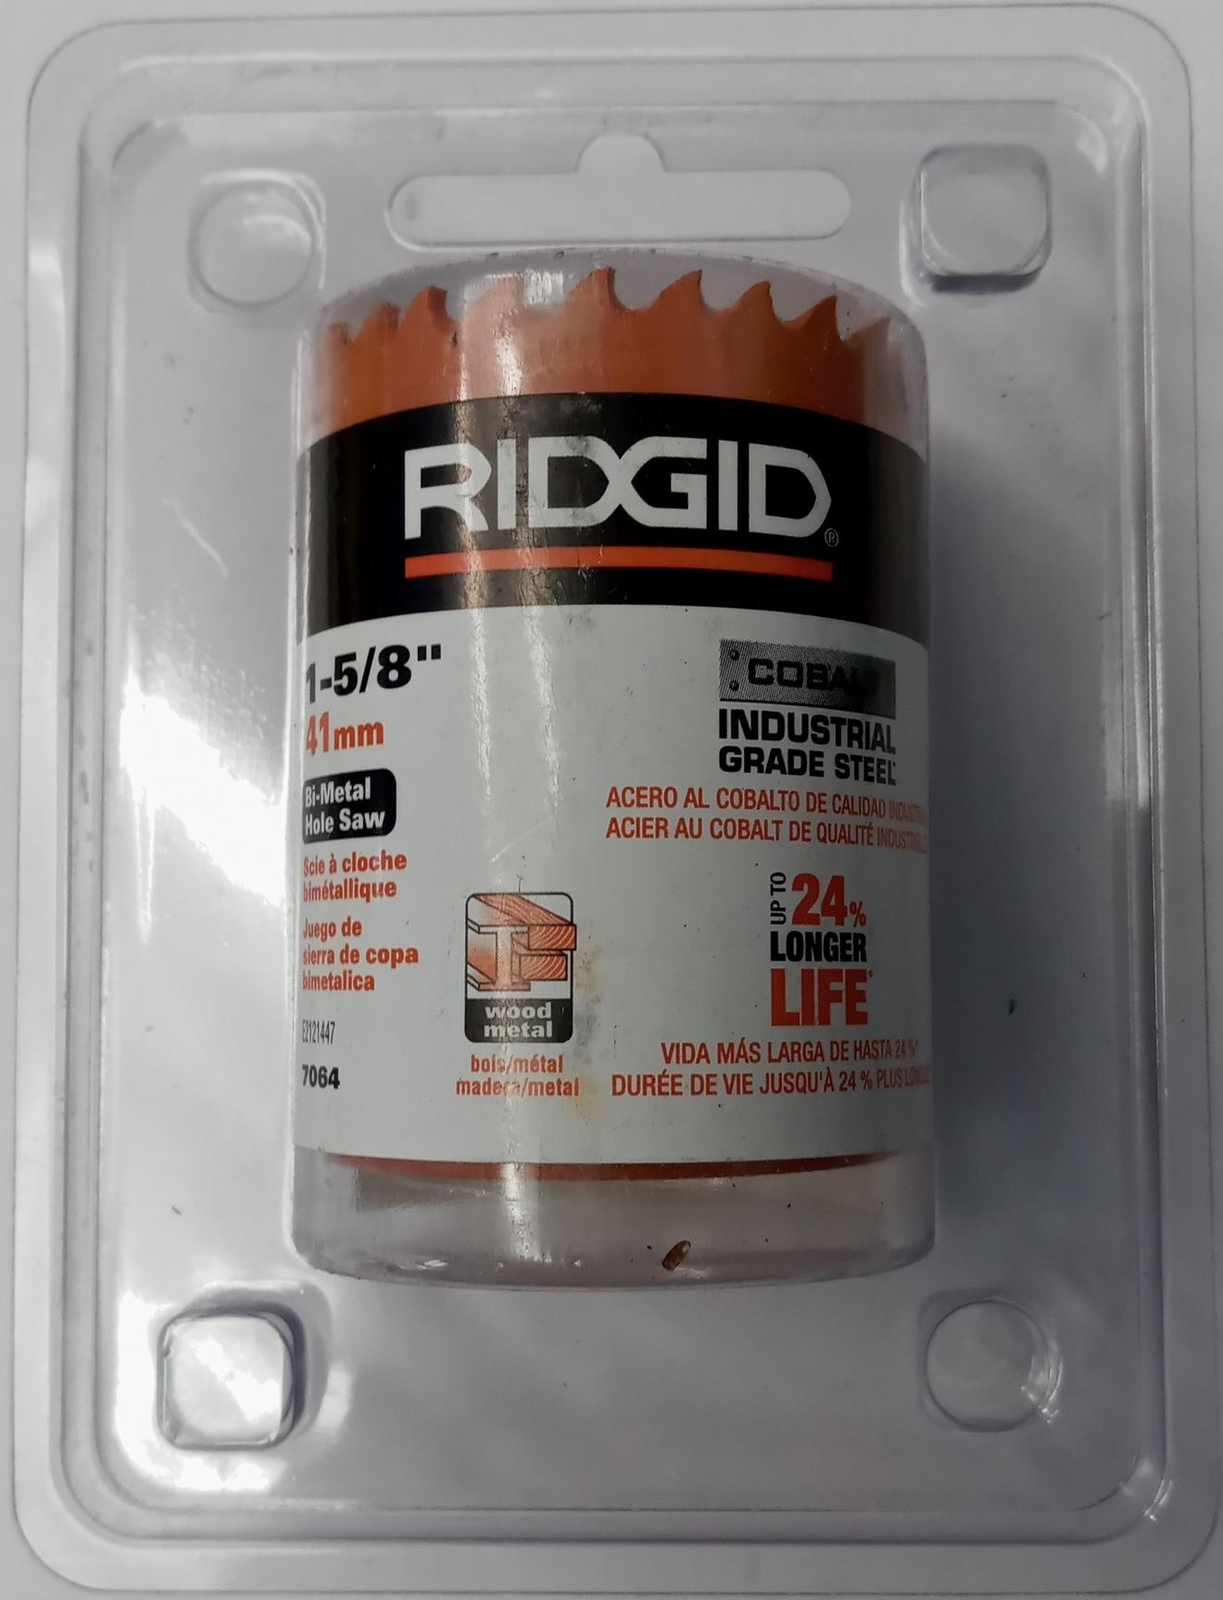 RIDGID®
1-5/8"
41mm
Bi-Metal
Hole Saw
Scie à cloche
bimétallique
Juego de
sierra de copa
bimetalica
E2121447
7064
wood
metal
bois/métal
madera/metal
COBALT
INDUSTRIAL
GRADE STEEL
ACERO AL COBALTO DE CALIDAD
ACIER AU COBALT DE QUALITÉ
UP TO
24%
LONGER
LIFE*
VIDA MÁS LARGA DE HASTA 24 %*
DURÉE DE VIE JUSQU'À 24 % PLUS